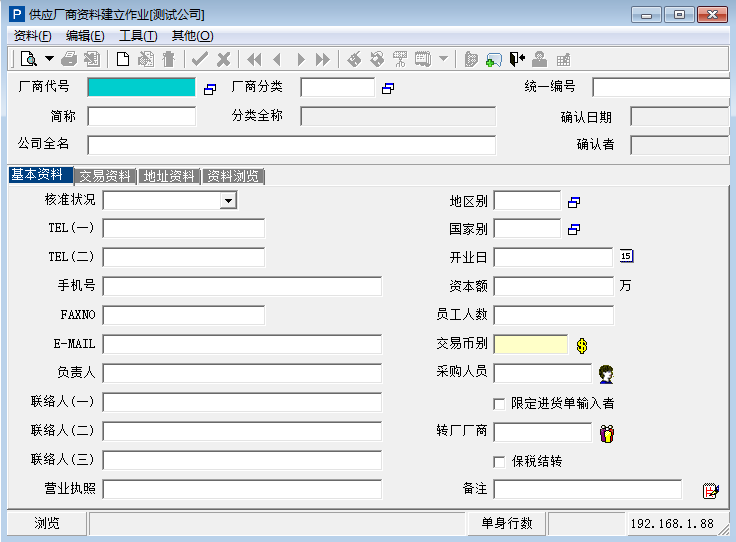 供应厂商资料建立作业[测试公司]
资料(F) 编辑(E) 工具(T) 其他(O)
厂商代号 厂商分类 统一编号
简称 分类全称 确认日期
公司全名 确认者
基本资料 交易资料 地址资料 资料浏览
核准状况 地区别
TEL(一) 国家别
TEL(二) 开业日 15
手机号 资本额 万
FAXNO 员工人数
E-MAIL 交易币别
负责人 采购人员
联络人(一) 限定进货单输入者
联络人(二) 转厂厂商
联络人(三) 保税结转
营业执照 备注
浏览 单身行数 192.168.1.88